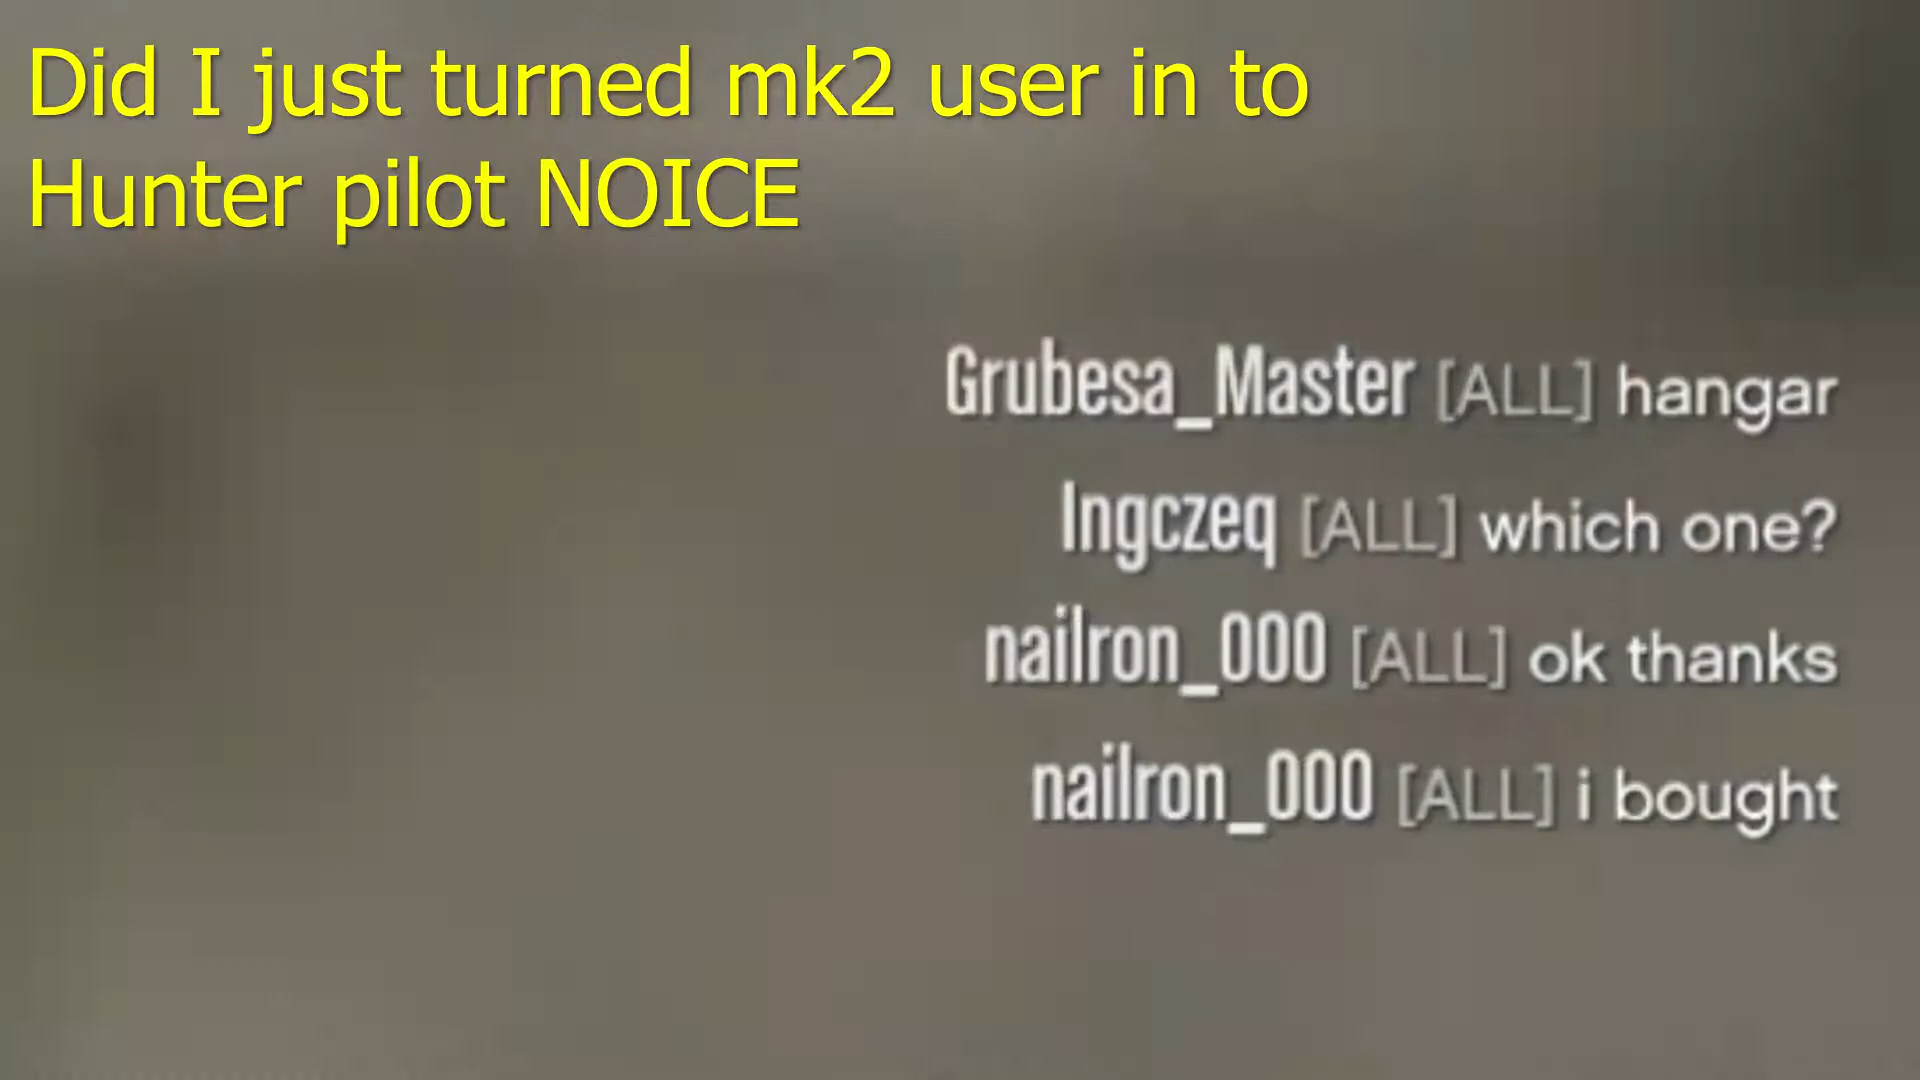 Did I just turned mk2 user in to
Hunter pilot NOICE
Grubesa_Master [ALL] hangar
Ingczeq [ALL] which one?
nailron_000 [ALL] ok thanks
nailron_000 [ALL] i bought